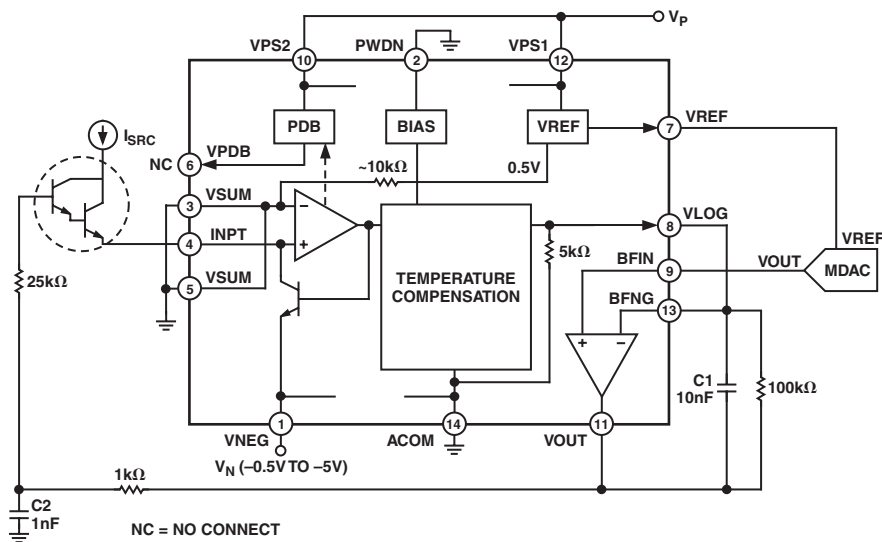 V_P
VPS2 PWDN VPS1
10 2 12
I_SRC
PDB BIAS VREF
7 VREF
VPDB
NC 6
~10kΩ 0.5V
3 VSUM
−
8 VLOG
4 INPT
+
VREF
5kΩ
BFIN VOUT
9 MDAC
25kΩ
5 VSUM
TEMPERATURE
COMPENSATION
BFNG
13
+ −
C1
10nF
100kΩ
1 14 11
VNEG ACOM VOUT
V_N (–0.5V TO –5V)
1kΩ
C2
1nF
NC = NO CONNECT